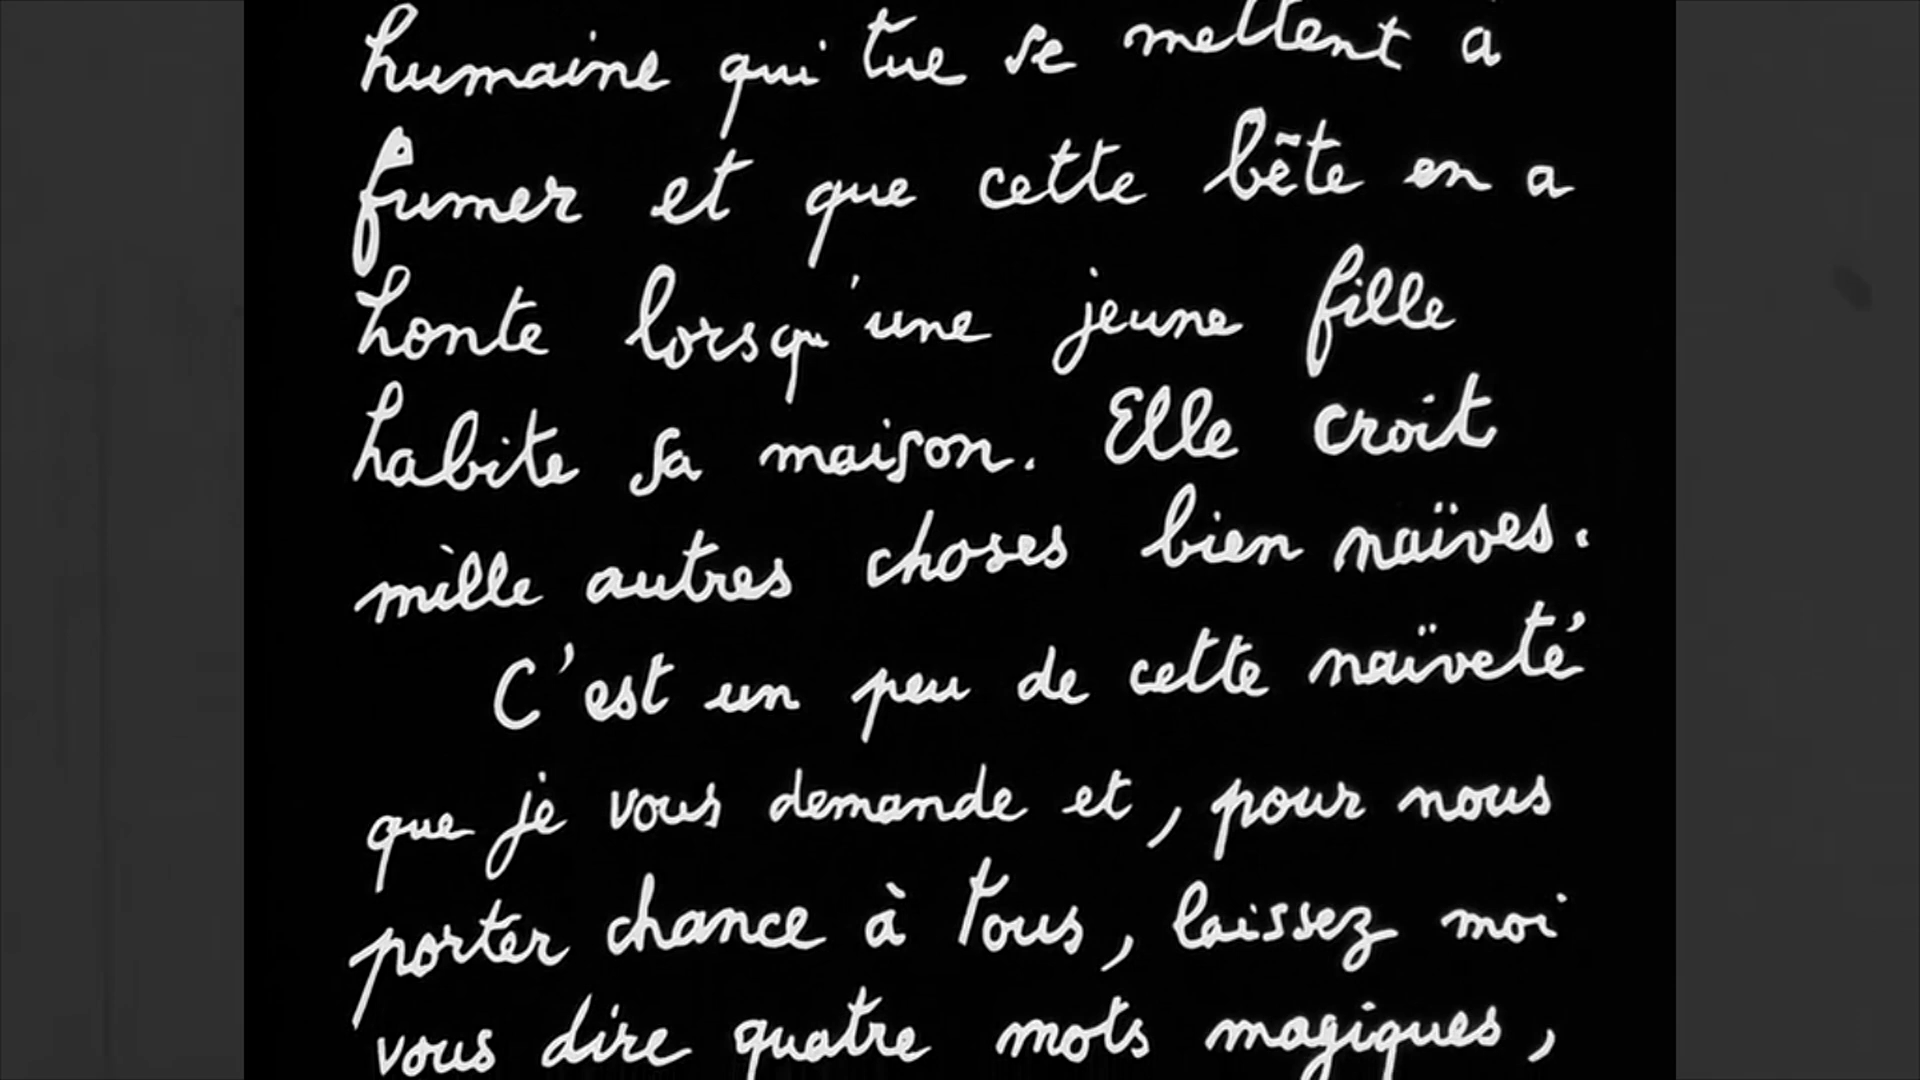 humaine qui tue se mettent à
fumer et que cette bête en a
honte lorsqu'une jeune fille
habite sa maison. Elle croit
mille autres choses bien naïves.
C'est un peu de cette naïveté
que je vous demande et, pour nous
porter chance à tous, laissez moi
vous dire quatre mots magiques,